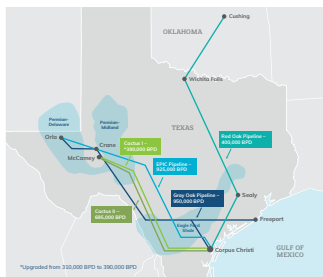 OKLAHOMA
Cushing
Wichita Falls
Permian-
Delaware
Permian-
Midland
Orla
Crane
McCamey
TEXAS
Cactus I –
*390,000 BPD
EPIC Pipeline –
925,000 BPD
Red Oak Pipeline –
400,000 BPD
Gray Oak Pipeline –
950,000 BPD
Cactus II –
685,000 BPD
Sealy
Freeport
Eagle Ford
Shale
Corpus Christi
GULF OF
MEXICO
*Upgraded from 310,000 BPD to 390,000 BPD